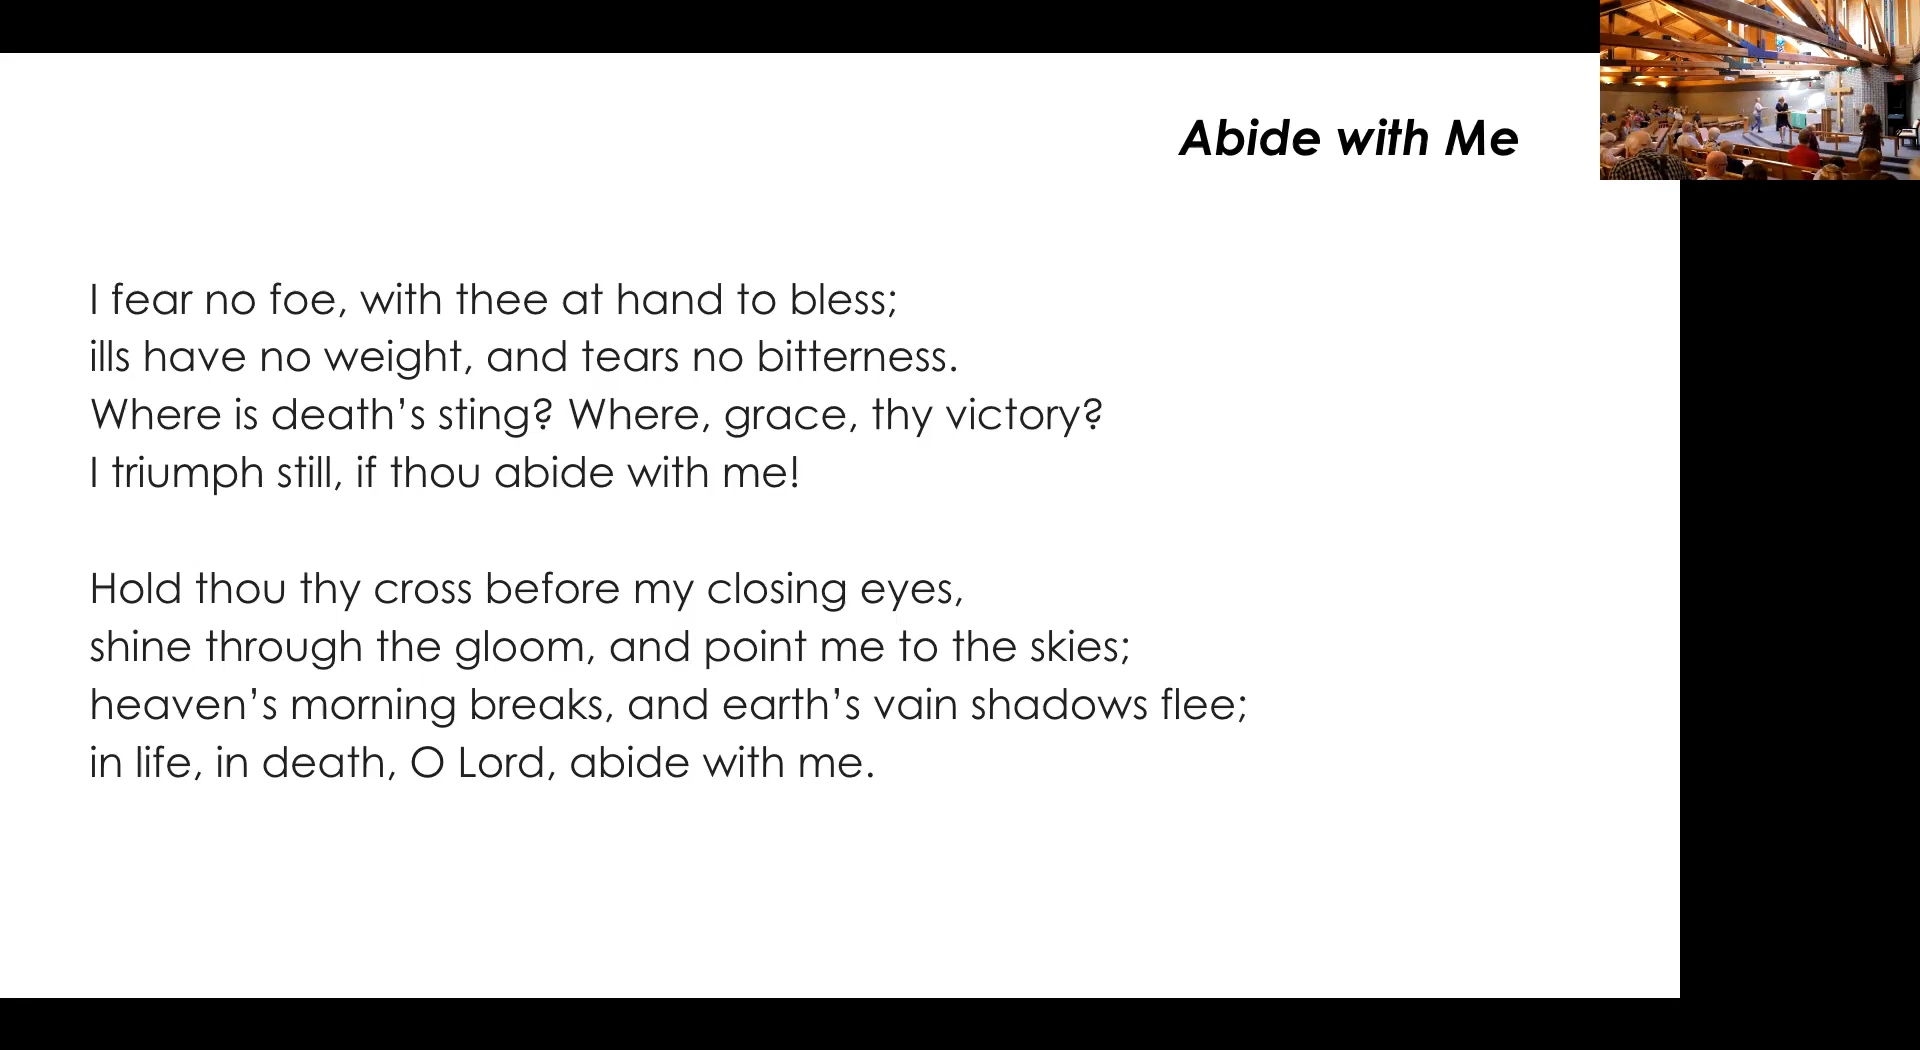 Abide with Me
I fear no foe, with thee at hand to bless;
ills have no weight, and tears no bitterness.
Where is death’s sting? Where, grace, thy victory?
I triumph still, if thou abide with me!
Hold thou thy cross before my closing eyes,
shine through the gloom, and point me to the skies;
heaven’s morning breaks, and earth’s vain shadows flee;
in life, in death, O Lord, abide with me.